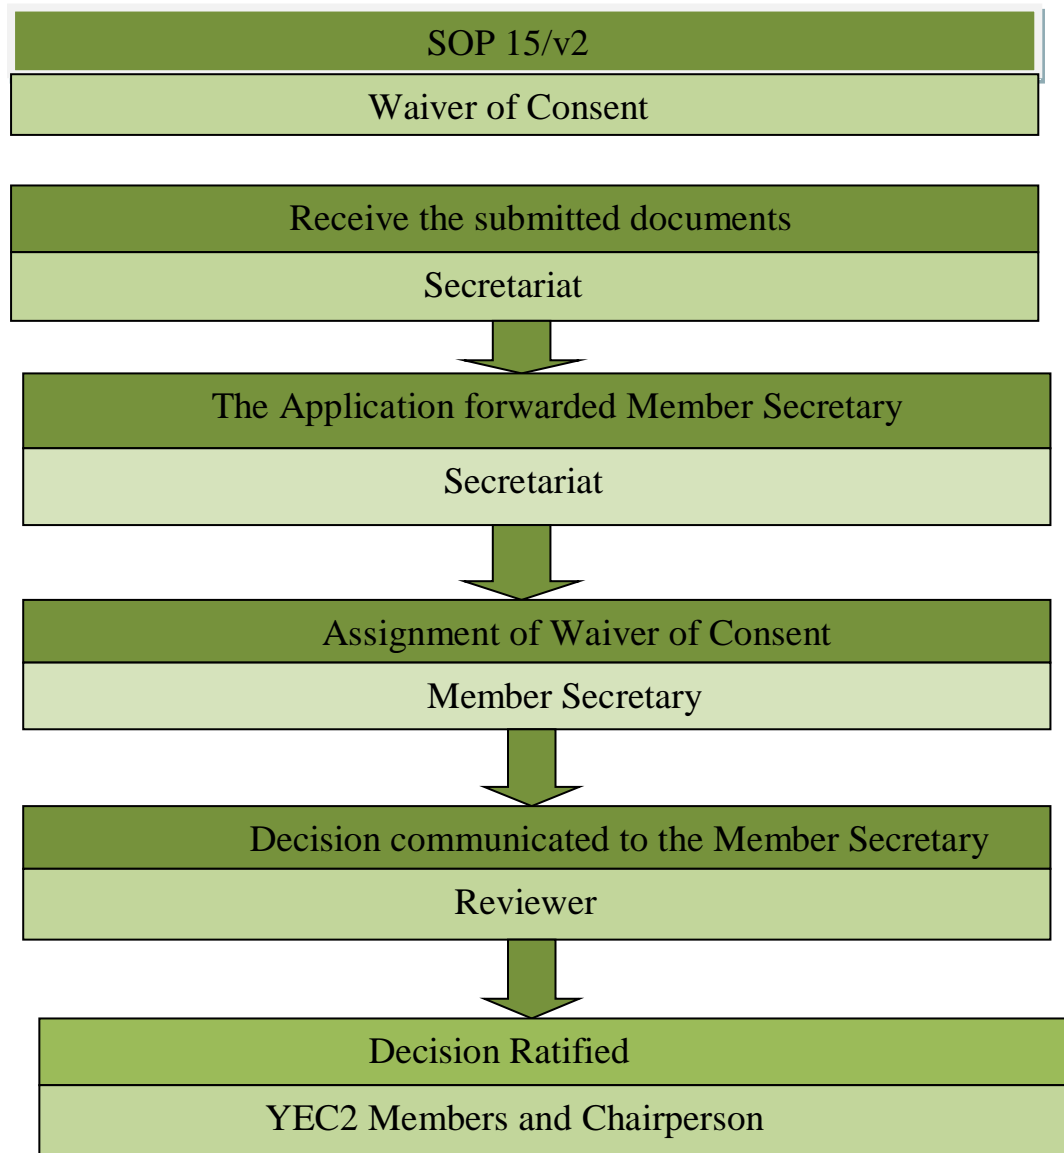 SOP 15/v2
Waiver of Consent
Receive the submitted documents
Secretariat
The Application forwarded Member Secretary
Secretariat
Assignment of Waiver of Consent
Member Secretary
Decision communicated to the Member Secretary
Reviewer
Decision Ratified
YEC2 Members and Chairperson